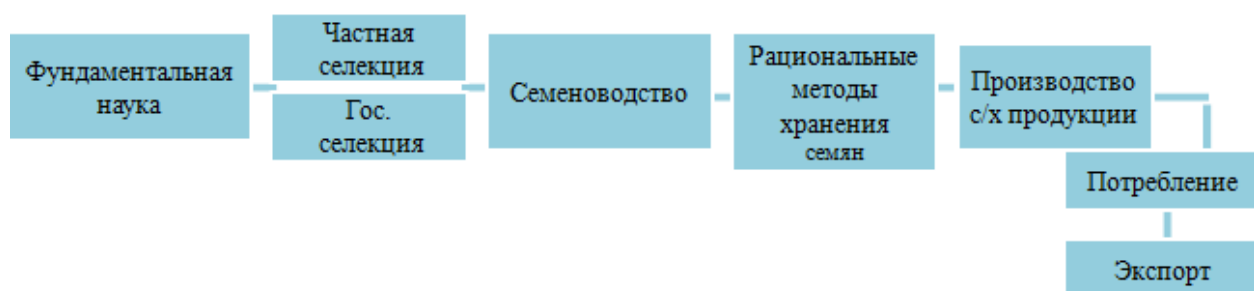 Фундаментальная
наука
Частная
селекция
Гос.
селекция
Семеноводство
Рациональные
методы
хранения
семян
Производство
с/х продукции
Потребление
Экспорт